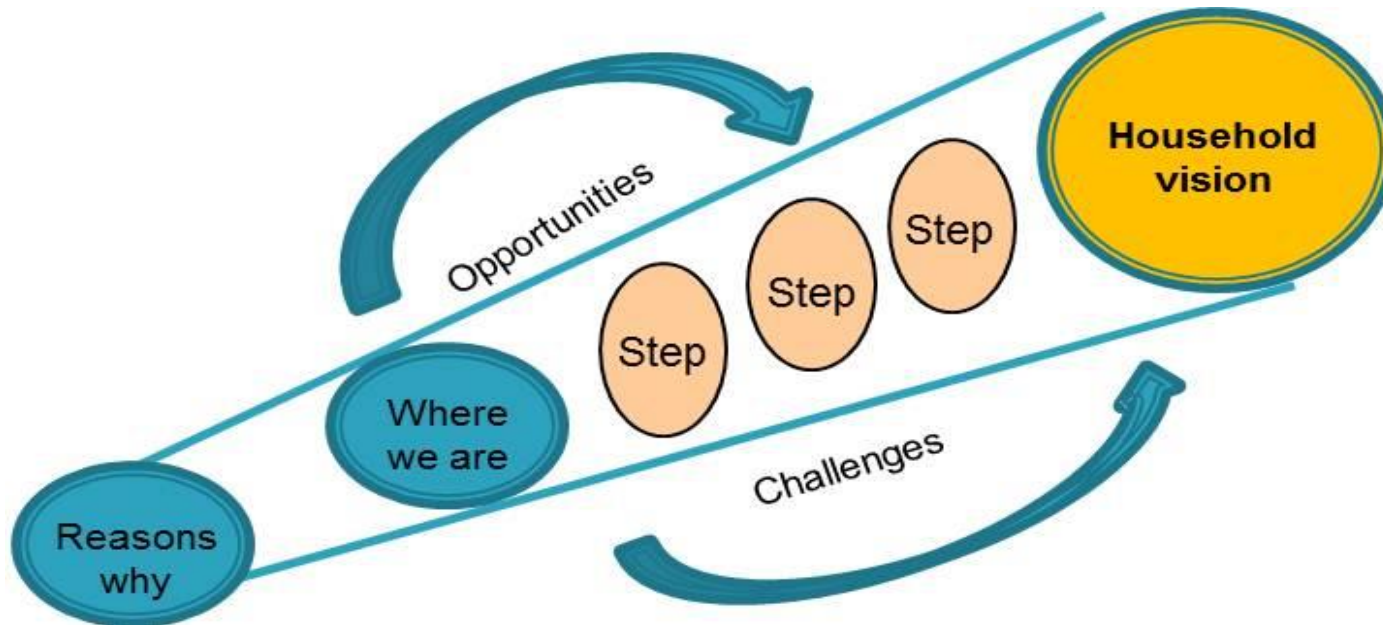 Household
vision
Opportunities
Step
Step
Step
Where
we are
Challenges
Reasons
why